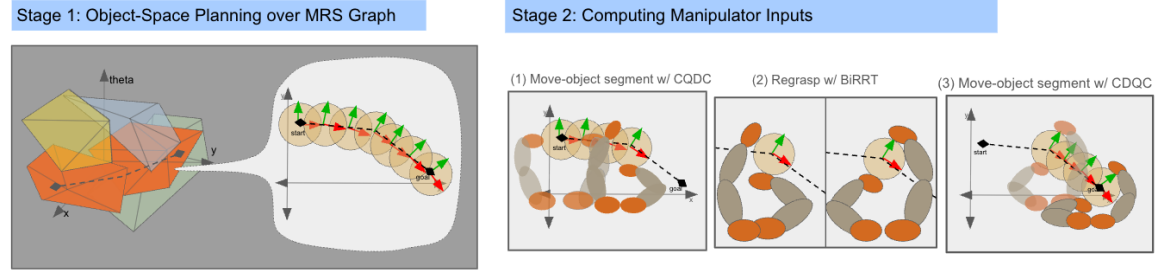 Stage 1: Object-Space Planning over MRS Graph
Stage 2: Computing Manipulator Inputs
theta
y
x
y
start
goal
(1) Move-object segment w/ CQDC
y
start
goal
x
(2) Regrasp w/ BiRRT
(3) Move-object segment w/ CDQC
y
start
goal
x